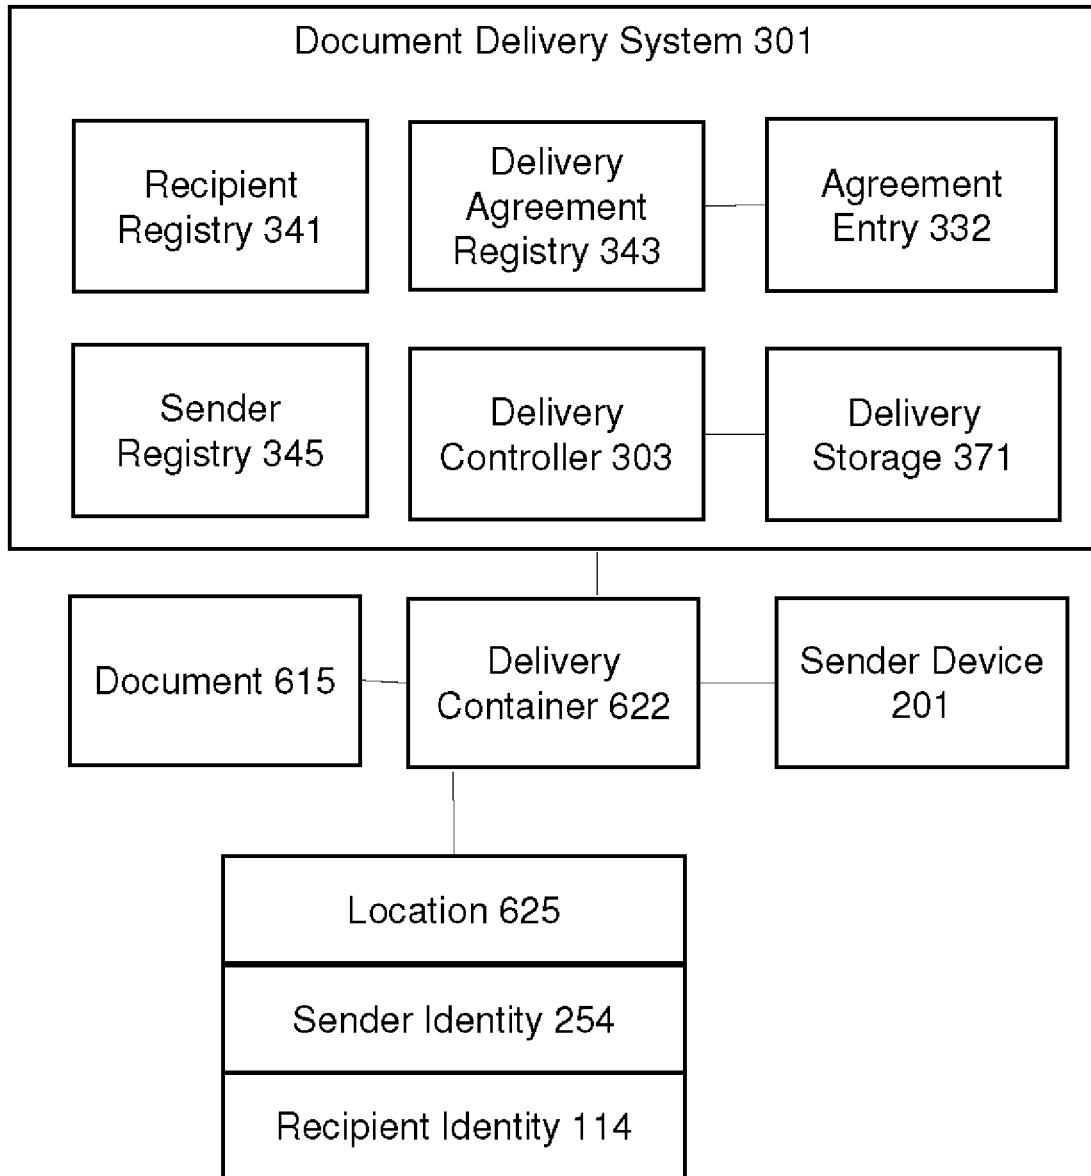 Document Delivery System 301
Recipient
Registry 341
Delivery
Agreement
Registry 343
Agreement
Entry 332
Sender
Registry 345
Delivery
Controller 303
Delivery
Storage 371
Document 615
Delivery
Container 622
Sender Device
201
Location 625
Sender Identity 254
Recipient Identity 114